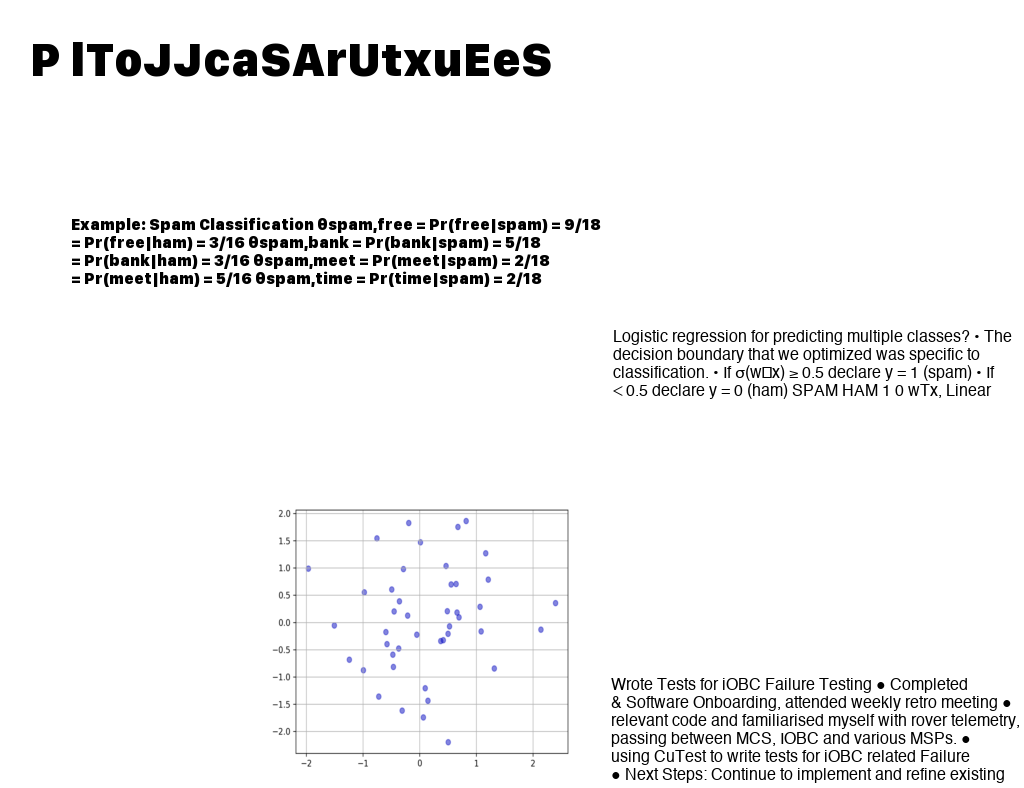 P lToJJcaSArUtxuEeS
Example: Spam Classification θspam,free = Pr(free|spam) = 9/18
= Pr(free|ham) = 3/16 θspam,bank = Pr(bank|spam) = 5/18
= Pr(bank|ham) = 3/16 θspam,meet = Pr(meet|spam) = 2/18
= Pr(meet|ham) = 5/16 θspam,time = Pr(time|spam) = 2/18
Logistic regression for predicting multiple classes? • The
decision boundary that we optimized was specific to
classification. • If σ(w□x) ≥ 0.5 declare y = 1 (spam) • If
< 0.5 declare y = 0 (ham) SPAM HAM 1 0 wTx, Linear
2.0
1.5
1.0
0.5
0.0
−0.5
−1.0
−1.5
−2.0
−2 −1 0 1 2
Wrote Tests for iOBC Failure Testing ● Completed
& Software Onboarding, attended weekly retro meeting ●
relevant code and familiarised myself with rover telemetry,
passing between MCS, IOBC and various MSPs. ●
using CuTest to write tests for iOBC related Failure
● Next Steps: Continue to implement and refine existing